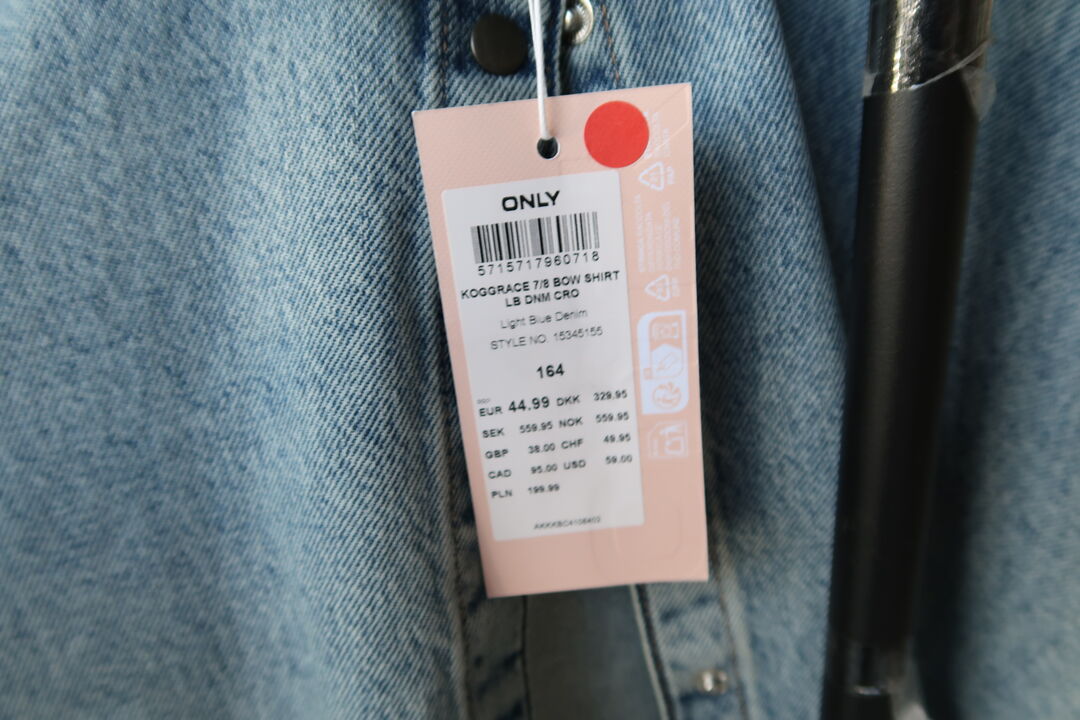 ONLY
5715717960718
KOGGRACE 7/8 BOW SHIRT
LB DNM CRO
Light Blue Denim
STYLE NO. 15345155
164
EUR 44.99 DKK 329.95
SEK 559.95 NOK 559.95
GBP 38.00 CHF 49.95
CAD 95.00 USD 59.00
PLN 199.99